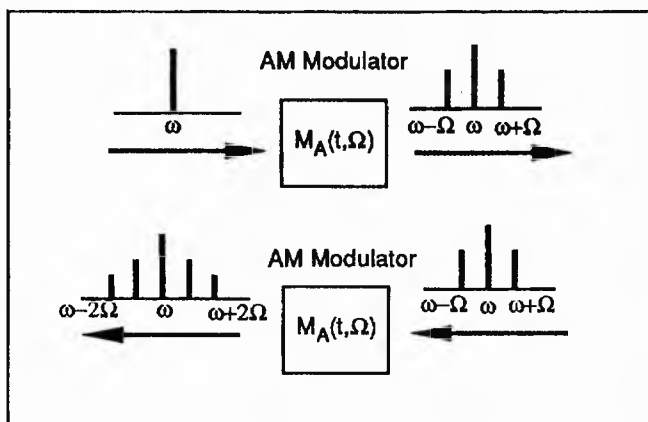 AM Modulator
ω
M_A(t,Ω)
ω−Ω ω ω+Ω
AM Modulator
ω−2Ω ω ω+2Ω
M_A(t,Ω)
ω−Ω ω ω+Ω